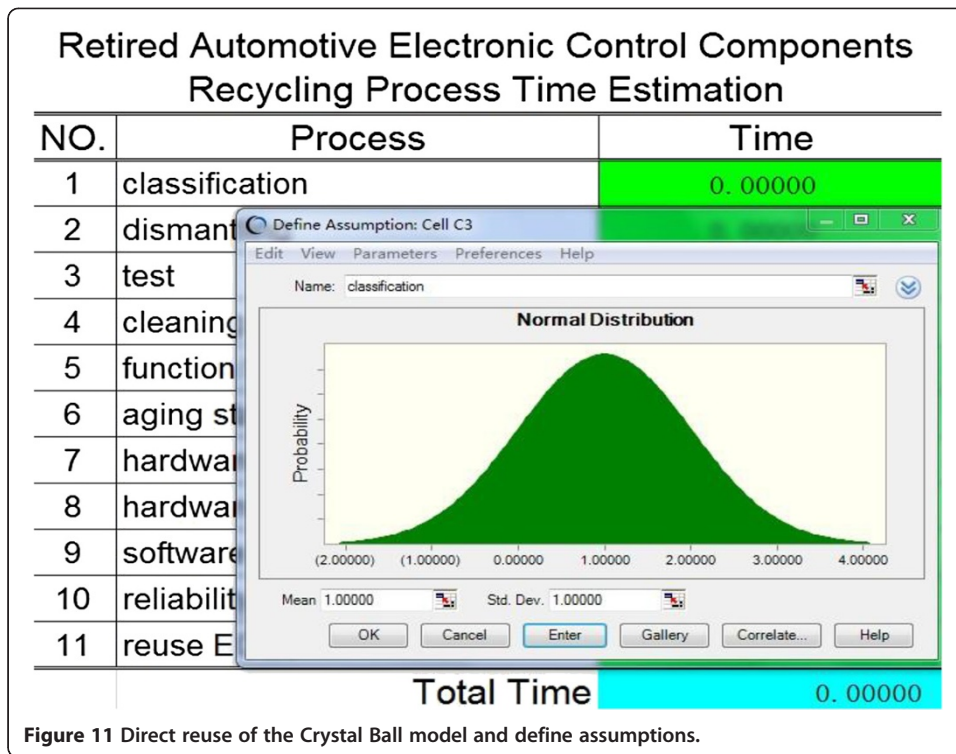 Retired Automotive Electronic Control Components
Recycling Process Time Estimation
NO. Process Time
1 classification 0.00000
2 dismant
3 test
4 cleaning
5 function
6 aging st
7 hardwar
8 hardwar
9 software
10 reliabilit
11 reuse E
Define Assumption: Cell C3
Edit View Parameters Preferences Help
Name: classification
Normal Distribution
Probability
(2.00000) (1.00000) 0.00000 1.00000 2.00000 3.00000 4.00000
Mean 1.00000 Std. Dev. 1.00000
OK Cancel Enter Gallery Correlate... Help
Total Time 0.00000
Figure 11 Direct reuse of the Crystal Ball model and define assumptions.